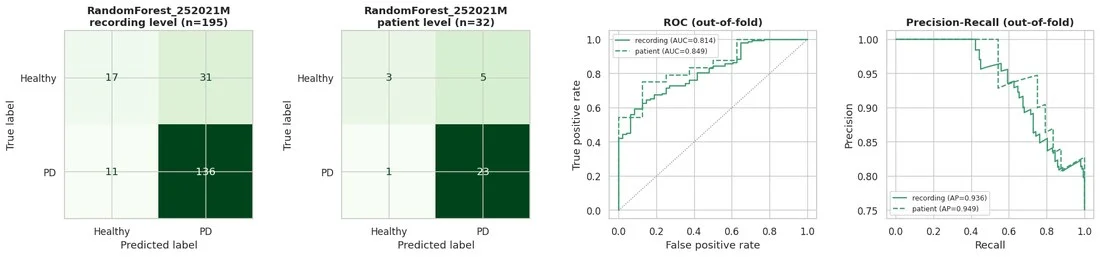 RandomForest_252021M
recording level (n=195)
Healthy
17
31
True label
PD
11
136
Healthy
PD
Predicted label
RandomForest_252021M
patient level (n=32)
Healthy
3
5
True label
PD
1
23
Healthy
PD
Predicted label
ROC (out-of-fold)
1.0
0.8
0.6
0.4
0.2
0.0
True positive rate
recording (AUC=0.814)
patient (AUC=0.849)
0.0 0.2 0.4 0.6 0.8 1.0
False positive rate
Precision-Recall (out-of-fold)
1.00
0.95
0.90
0.85
0.80
0.75
Precision
recording (AP=0.936)
patient (AP=0.949)
0.0 0.2 0.4 0.6 0.8 1.0
Recall